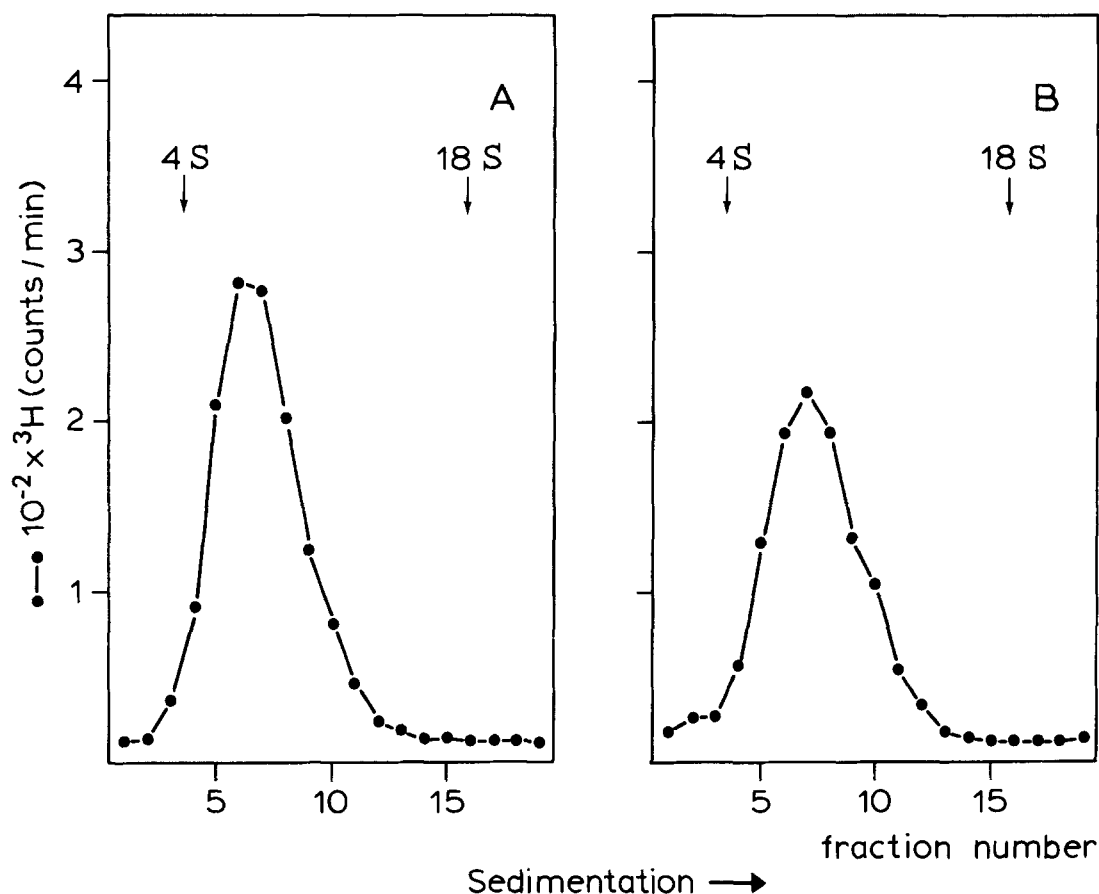 ●—● 10⁻² x ³H (counts / min)
4
3
2
1
A
4 S
18 S
5
10
15
B
4 S
18 S
5
10
15
fraction number
Sedimentation →